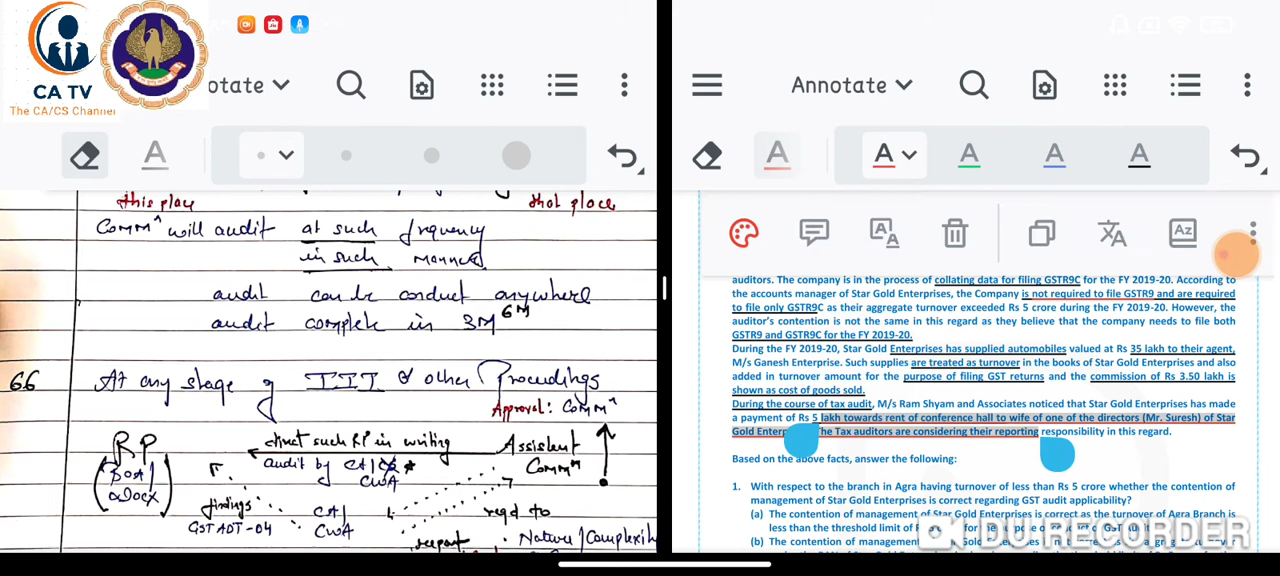 CA TV
The CA/CS Channel
otate
Annotate
this place
that place
Comm^n will audit at such frequency
in such manner
audit can be conduct anywhere
audit complete in 3M 6M
66 At any stage of III & other Proceedings
Approval: Comm^n
RP direct such RP in writing Assistent
BOA/ audit by CA/ Comm^n
αDocx CWA
findings CA/ reqd to
GST ADT-04 CWA
report Nature/Complexit
auditors. The company is in the process of collating data for filing GSTR9C for the FY 2019-20. According to
the accounts manager of Star Gold Enterprises, the Company is not required to file GSTR9 and are required
to file only GSTR9C as their aggregate turnover exceeded Rs 5 crore during the FY 2019-20. However, the
auditor's contention is not the same in this regard as they believe that the company needs to file both
GSTR9 and GSTR9C for the FY 2019-20.
During the FY 2019-20, Star Gold Enterprises has supplied automobiles valued at Rs 35 lakh to their agent,
M/s Ganesh Enterprise. Such supplies are treated as turnover in the books of Star Gold Enterprises and also
added in turnover amount for the purpose of filing GST returns and the commission of Rs 3.50 lakh is
shown as cost of goods sold.
During the course of tax audit, M/s Ram Shyam and Associates noticed that Star Gold Enterprises has made
a payment of Rs 5 lakh towards rent of conference hall to wife of one of the directors (Mr. Suresh) of Star
Gold Enterp The Tax auditors are considering their reporting responsibility in this regard.
Based on the above facts, answer the following:
1. With respect to the branch in Agra having turnover of less than Rs 5 crore whether the contention of
management of Star Gold Enterprises is correct regarding GST audit applicability?
(a) The contention of management of Star Gold Enterprises is correct as the turnover of Agra Branch is
less than the threshold limit of
(b) The contention of management of
DU RECORDER